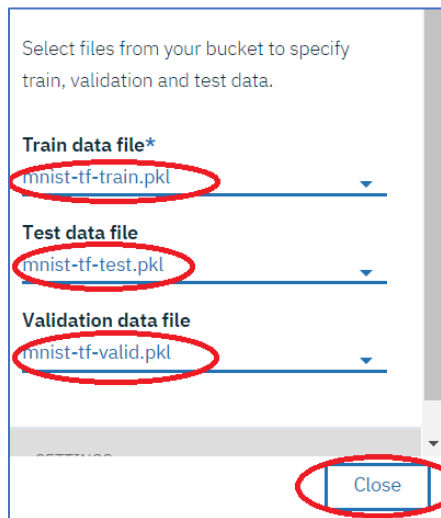 Select files from your bucket to specify
train, validation and test data.
Train data file*
mnist-tf-train.pkl
Test data file
mnist-tf-test.pkl
Validation data file
mnist-tf-valid.pkl
SETTINGS
Close